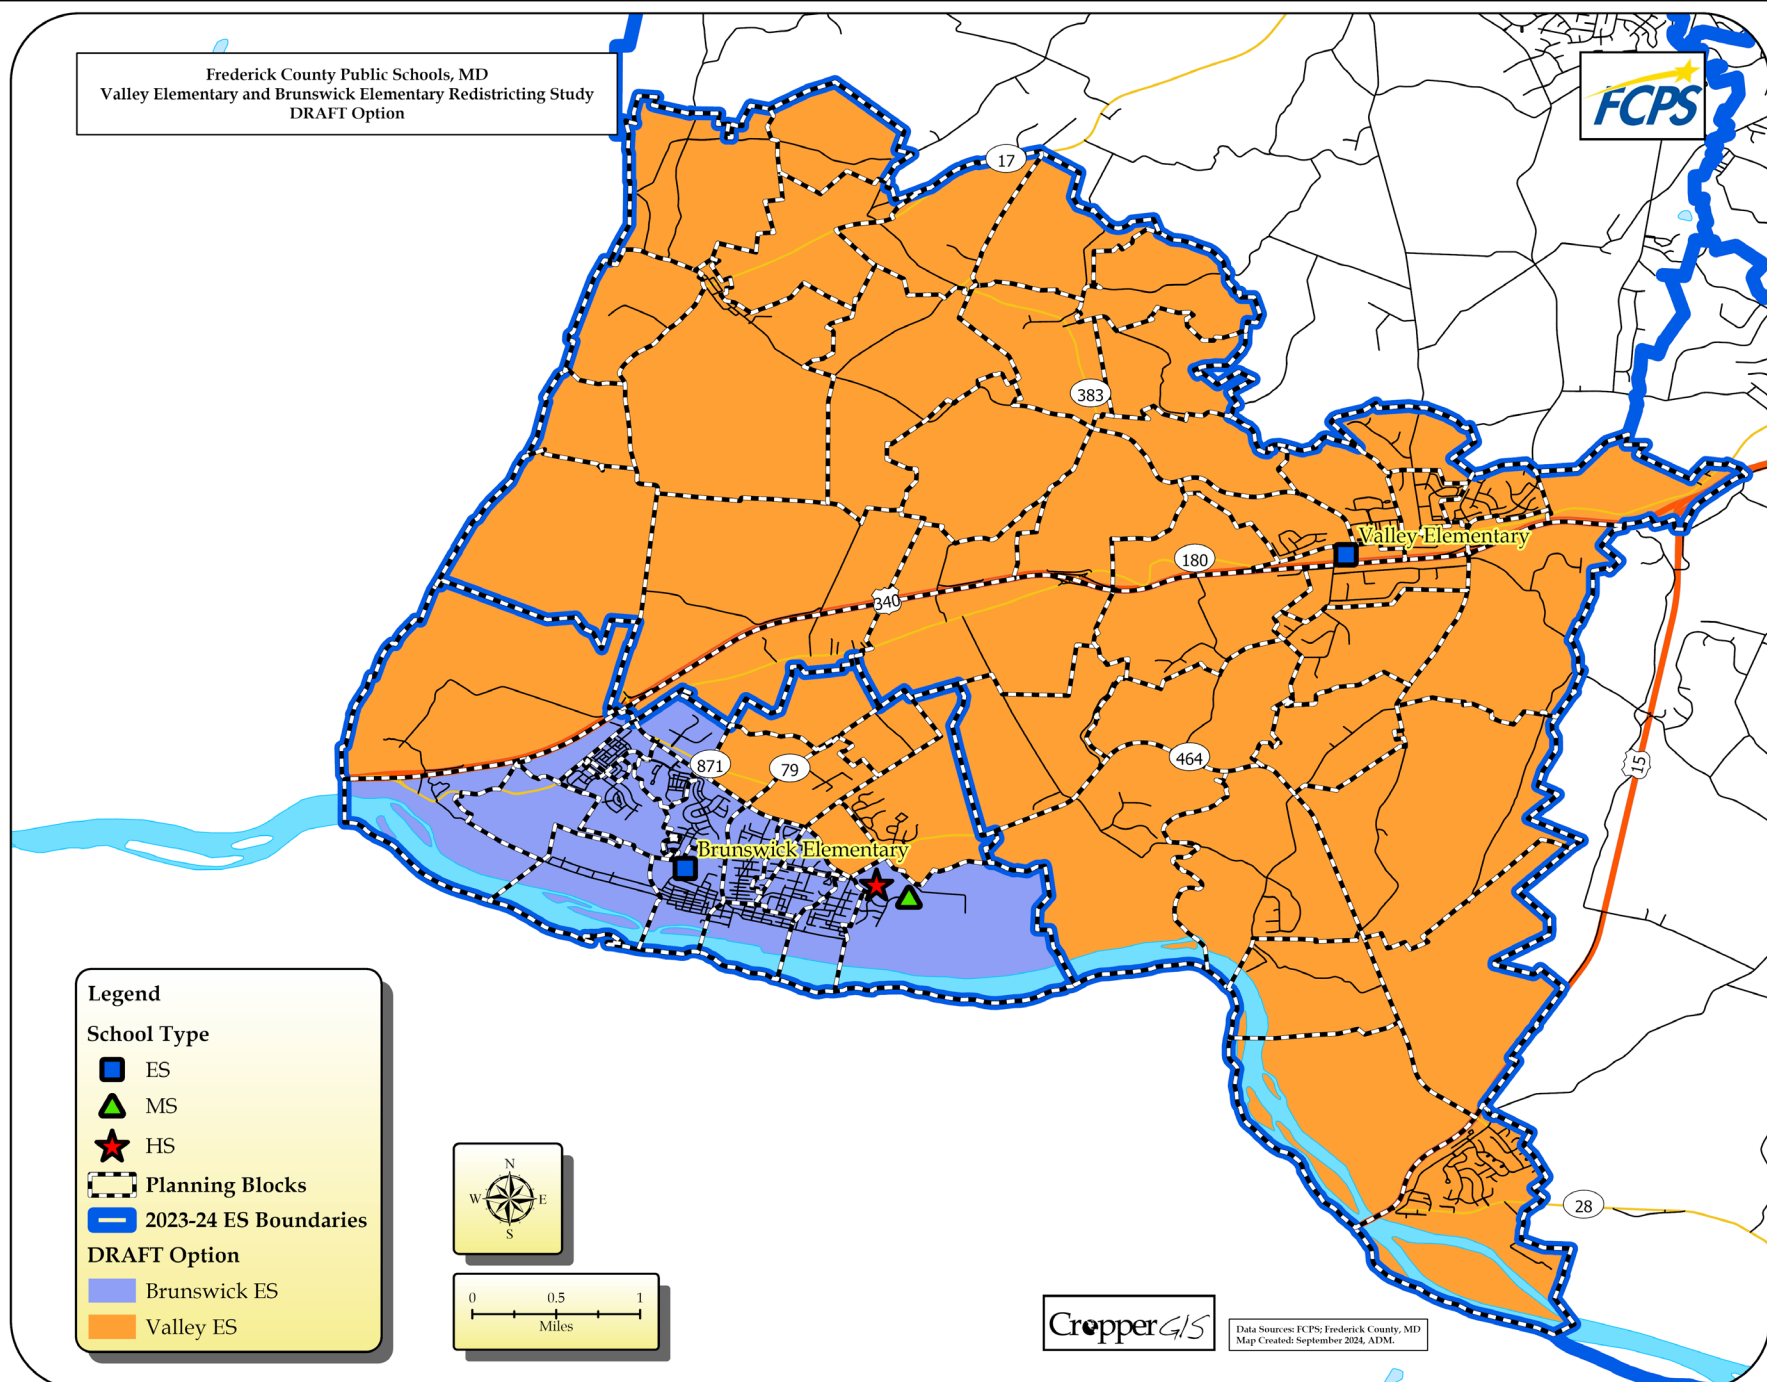 Frederick County Public Schools, MD
Valley Elementary and Brunswick Elementary Redistricting Study
DRAFT Option
FCPS
17
383
Valley Elementary
180
340
871
79
464
15
Brunswick Elementary
28
Legend
School Type
ES
MS
HS
Planning Blocks
2023-24 ES Boundaries
DRAFT Option
Brunswick ES
Valley ES
N
W E
S
0 0.5 1
Miles
Cropper GIS
Data Sources: FCPS; Frederick County, MD
Map Created: September 2024, ADM.